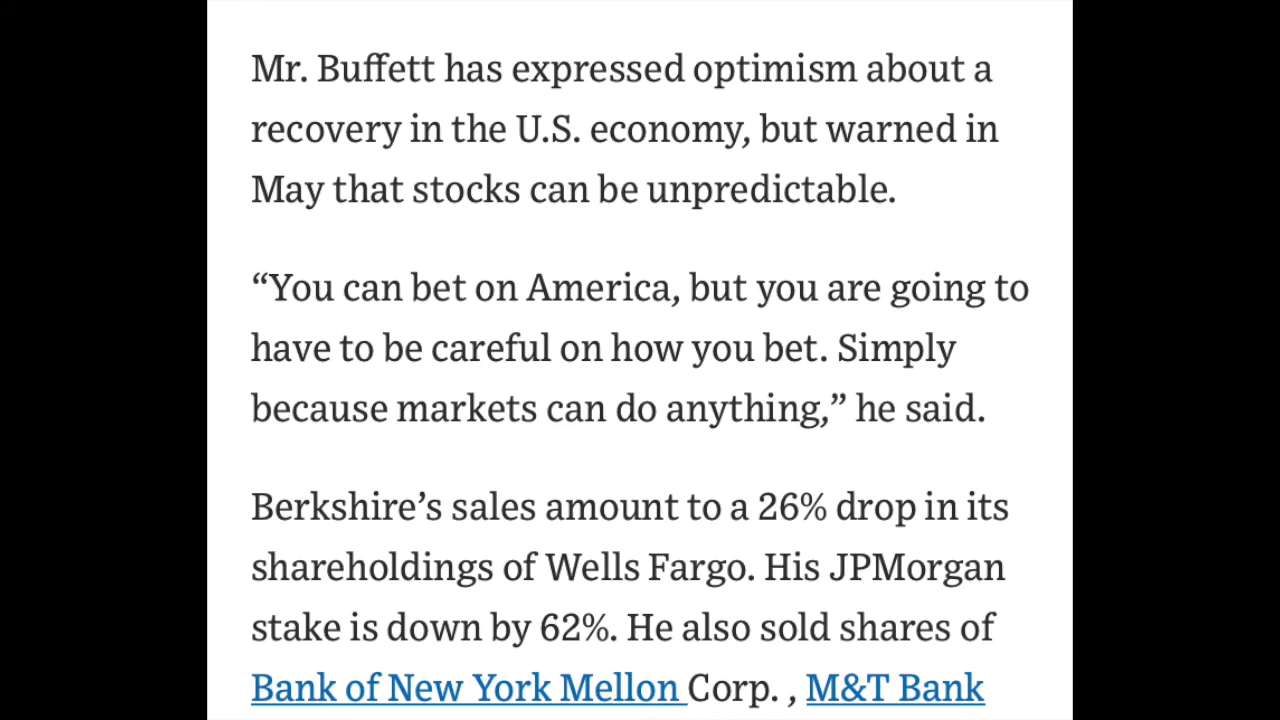 Mr. Buffett has expressed optimism about a
recovery in the U.S. economy, but warned in
May that stocks can be unpredictable.
“You can bet on America, but you are going to
have to be careful on how you bet. Simply
because markets can do anything,” he said.
Berkshire’s sales amount to a 26% drop in its
shareholdings of Wells Fargo. His JPMorgan
stake is down by 62%. He also sold shares of
Bank of New York Mellon Corp. , M&T Bank